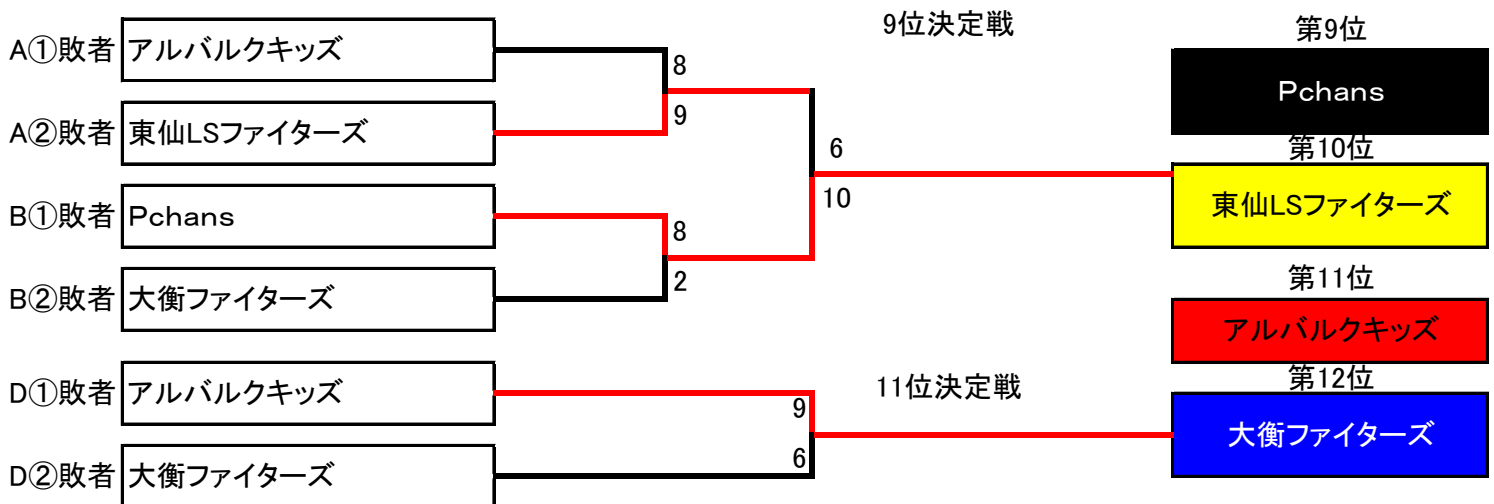 9位決定戦
第9位
A①敗者 アルバルクキッズ
8
Pchans
A②敗者 東仙LSファイターズ
9
6
第10位
10
東仙LSファイターズ
B①敗者 Pchans
8
2
B②敗者 大衡ファイターズ
第11位
アルバルクキッズ
D①敗者 アルバルクキッズ
11位決定戦
第12位
9
6
大衡ファイターズ
D②敗者 大衡ファイターズ